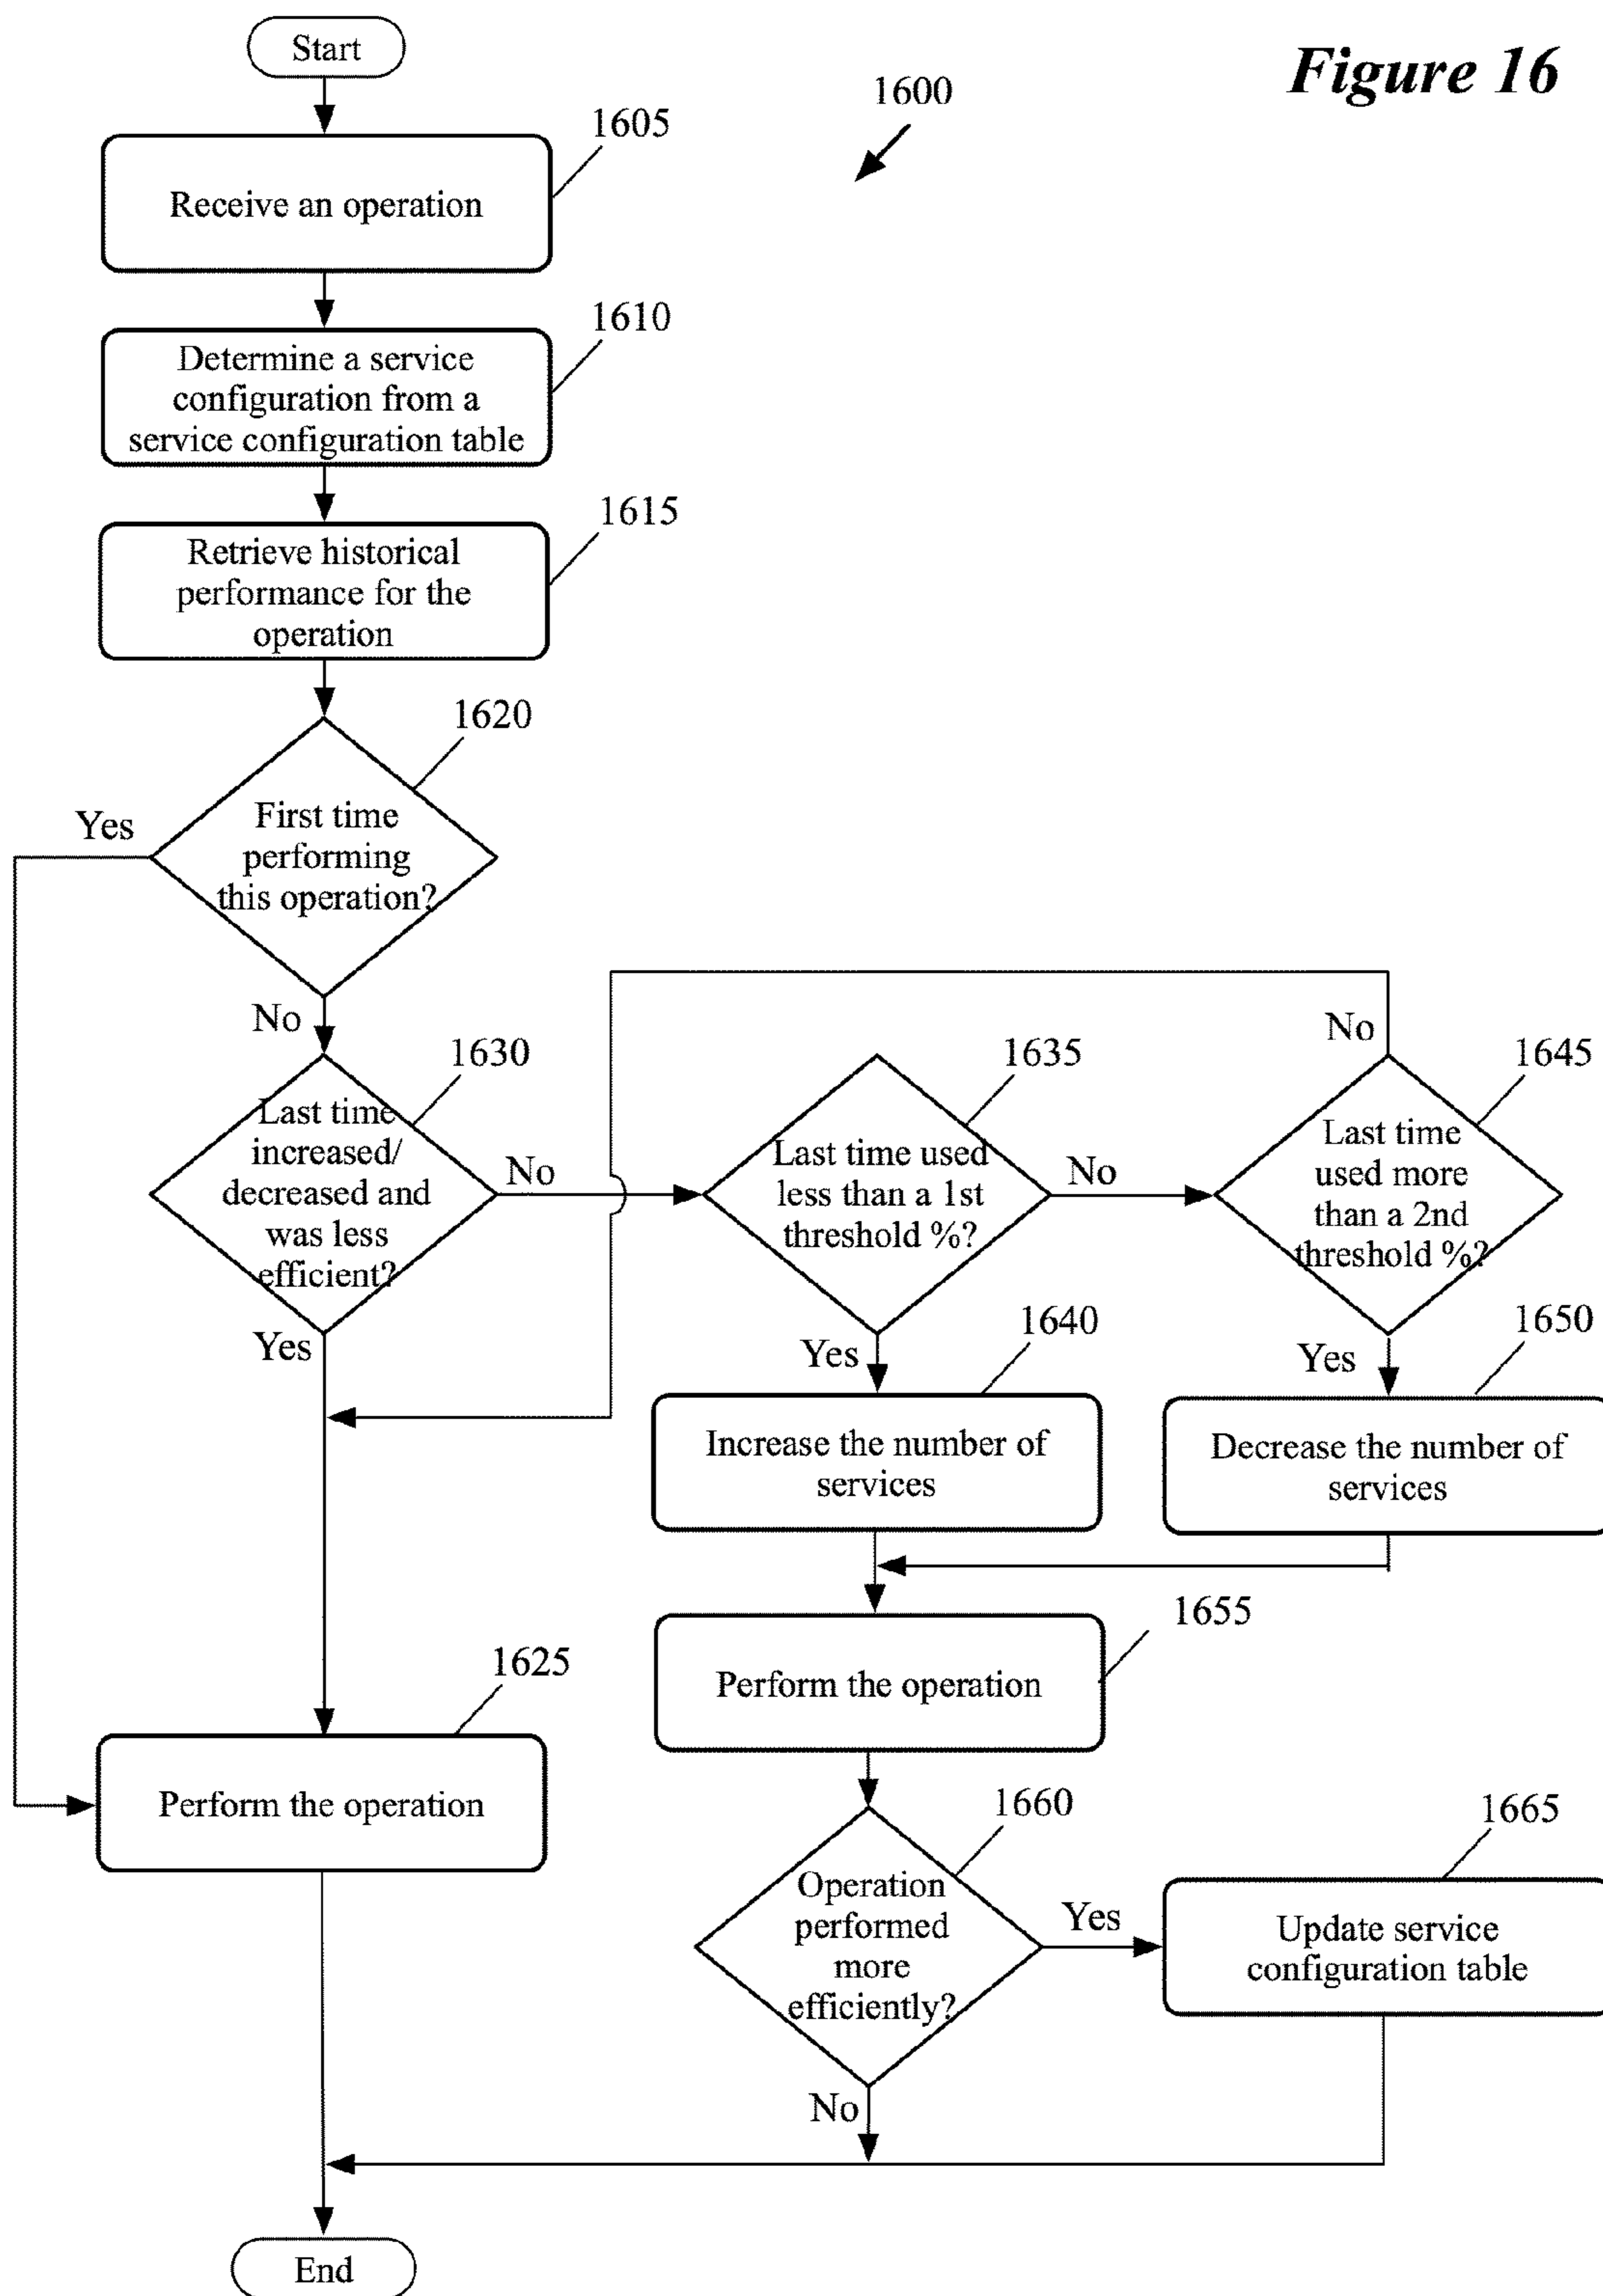 Figure 16
Start
1600
1605
Receive an operation
1610
Determine a service
configuration from a
service configuration table
1615
Retrieve historical
performance for the
operation
1620
First time
performing
this operation?
Yes
No
1630
Last time
increased/
decreased and
was less
efficient?
No
Yes
1635
Last time used
less than a 1st
threshold %?
No
Yes
1645
Last time
used more
than a 2nd
threshold %?
No
Yes
1640
Increase the number of
services
1650
Decrease the number of
services
1655
Perform the operation
1625
Perform the operation
1660
Operation
performed
more
efficiently?
Yes
No
1665
Update service
configuration table
End